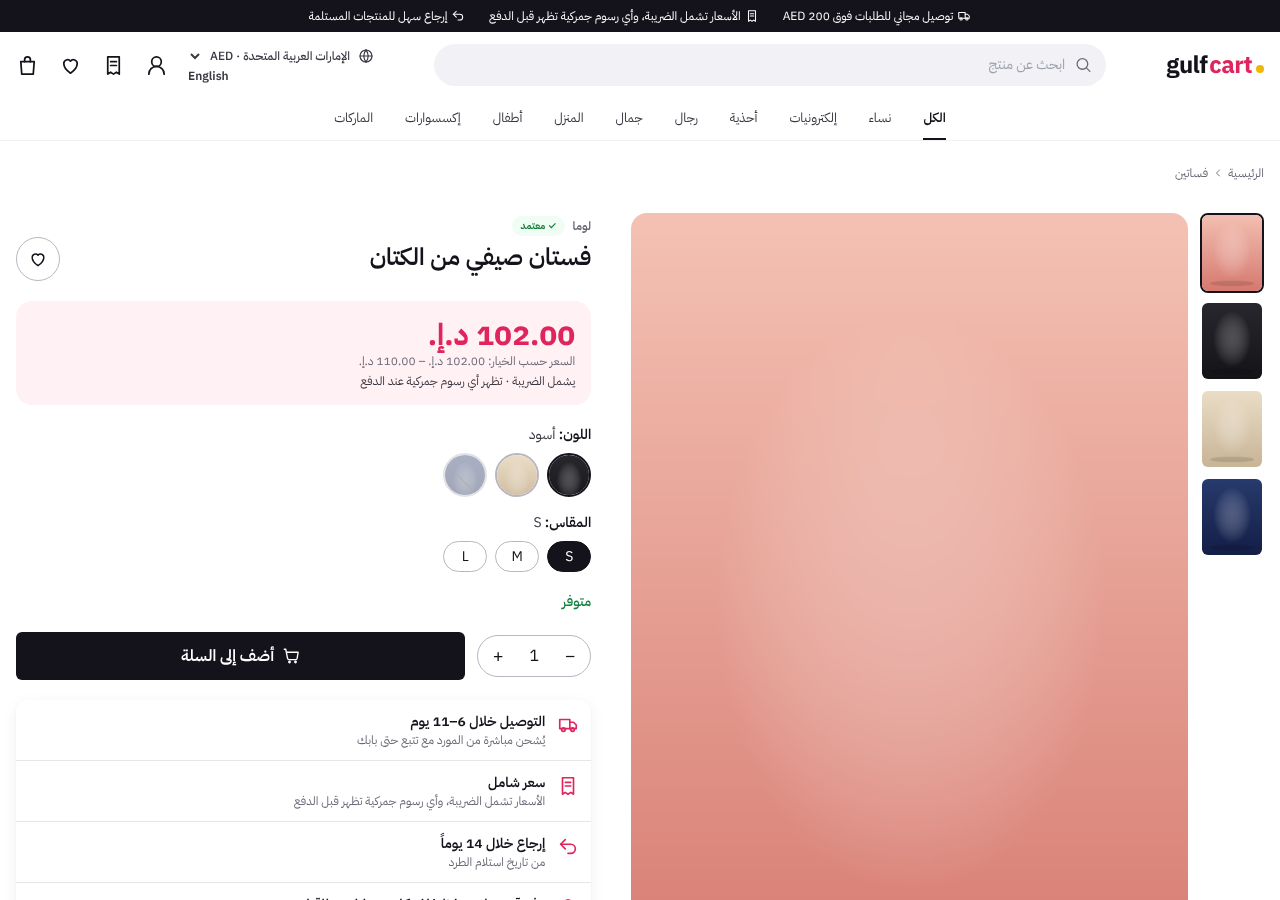 توصيل مجاني للطلبات فوق 200 AED
الأسعار تشمل الضريبة، وأي رسوم جمركية تظهر قبل الدفع
إرجاع سهل للمنتجات المستلمة
gulfcart
ابحث عن منتج
الإمارات العربية المتحدة · AED
English
الكل
نساء
إلكترونيات
أحذية
رجال
جمال
المنزل
أطفال
إكسسوارات
الماركات
الرئيسية
فساتين
لوما
معتمد
فستان صيفي من الكتان
102.00 د.إ.
السعر حسب الخيار: 102.00 د.إ. – 110.00 د.إ.
يشمل الضريبة · تظهر أي رسوم جمركية عند الدفع
اللون: أسود
المقاس: S
S
M
L
متوفر
− 1 +
أضف إلى السلة
التوصيل خلال 6–11 يوم
يُشحن مباشرة من المورد مع تتبع حتى بابك
سعر شامل
الأسعار تشمل الضريبة، وأي رسوم جمركية تظهر قبل الدفع
إرجاع خلال 14 يوماً
من تاريخ استلام الطرد